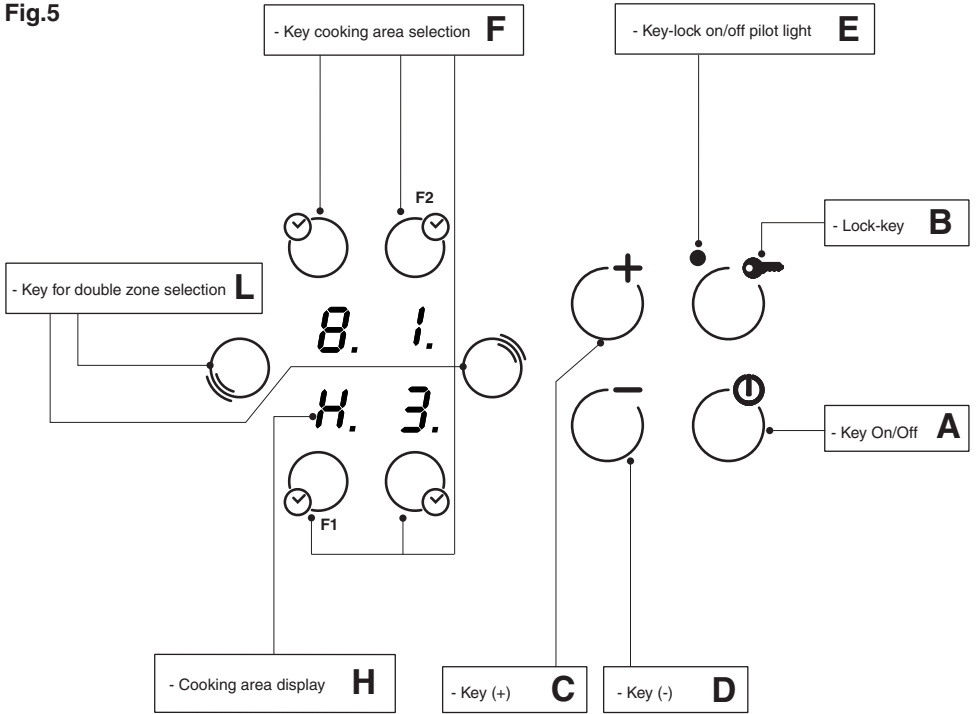 Fig.5
- Key cooking area selection F
- Key-lock on/off pilot light E
F2
- Lock-key B
- Key for double zone selection L
8. 1.
H. 3.
- Key On/Off A
F1
- Cooking area display H
- Key (+) C
- Key (-) D